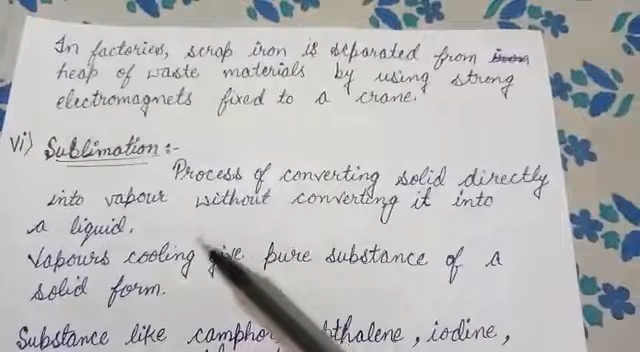 In factories, scrap iron is separated from iron
heap of waste materials by using strong
electromagnets fixed to a crane.
vi) Sublimation :-
Process of converting solid directly
into vapour without converting it into
a liquid.
Vapours cooling give pure substance of a
solid form.
Substance like camphor, iodine,